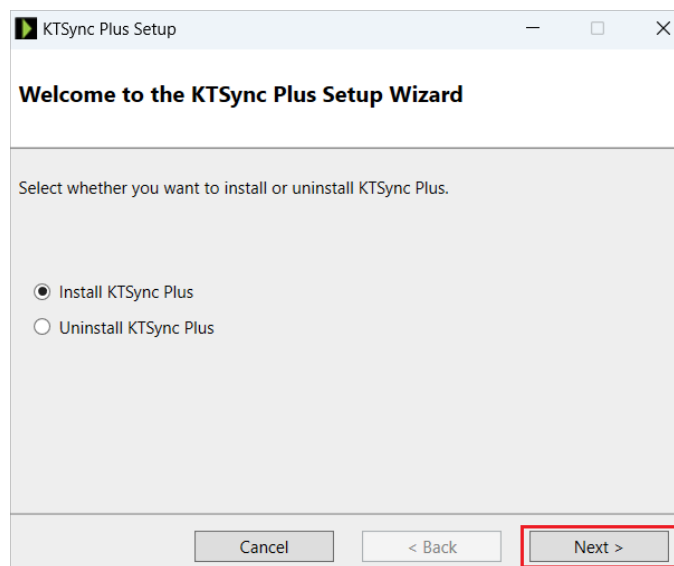 KTSync Plus Setup
Welcome to the KTSync Plus Setup Wizard
Select whether you want to install or uninstall KTSync Plus.
Install KTSync Plus
Uninstall KTSync Plus
Cancel
< Back
Next >